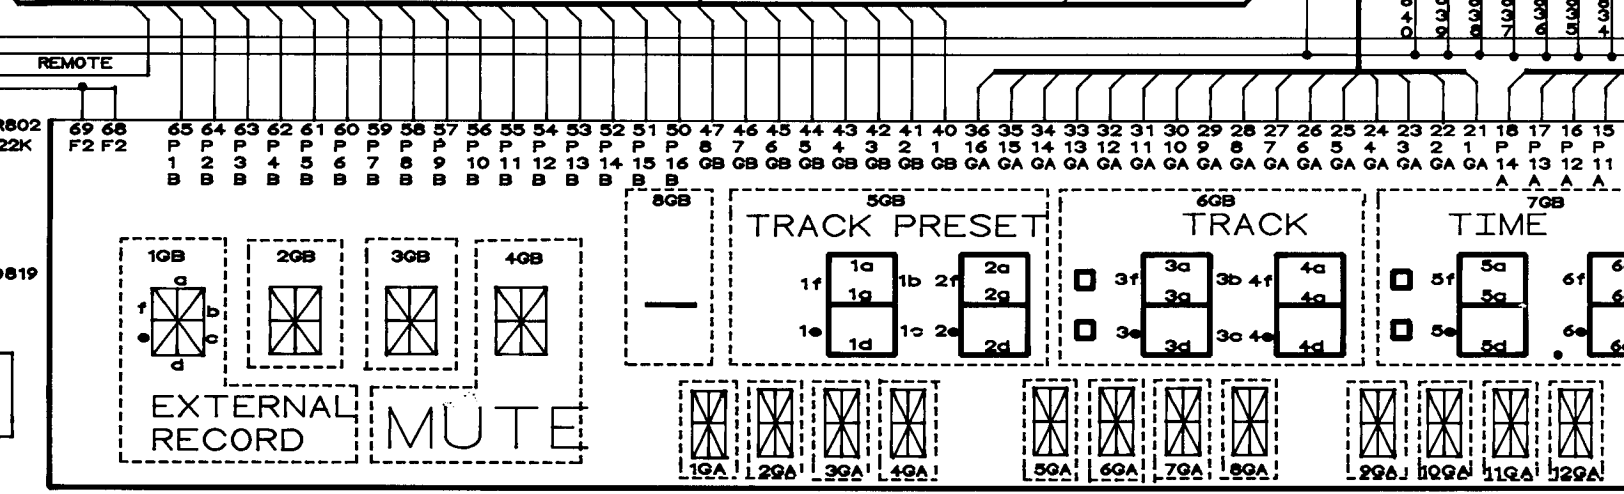 040 039 038 037 036 035 034
REMOTE
R802 69 68 65 64 63 62 61 60 59 58 57 56 55 54 53 52 51 50 47 46 45 44 43 42 41 40 36 35 34 33 32 31 30 29 28 27 26 25 24 23 22 21 18 17 16 15
22K F2 F2 P P P P P P P P P P P P P P P P 8 7 6 5 4 3 2 1 16 15 14 13 12 11 10 9 8 7 6 5 4 3 2 1 P P P P
1 2 3 4 5 6 7 8 9 10 11 12 13 14 15 16 GB GB GB GB GB GB GB GB GA GA GA GA GA GA GA GA GA GA GA GA GA GA GA GA 14 13 12 11
B B B B B B B B B B B B B B B B A A A A
8GB 5GB 6GB 7GB
TRACK PRESET TRACK TIME
1GB 2GB 3GB 4GB
819
a
f b
e c
d
1a 2a 3a 4a 5a
1f 1b 2f 3f 3b 4f 5f 6f
1g 2g 3g 4g 5g
1e 1c 2e 3e 3c 4e 5e 6e
1d 2d 3d 4d 5d
EXTERNAL
RECORD
MUTE
1GA 2GA 3GA 4GA 5GA 6GA 7GA 8GA 9GA 10GA 11GA 12GA